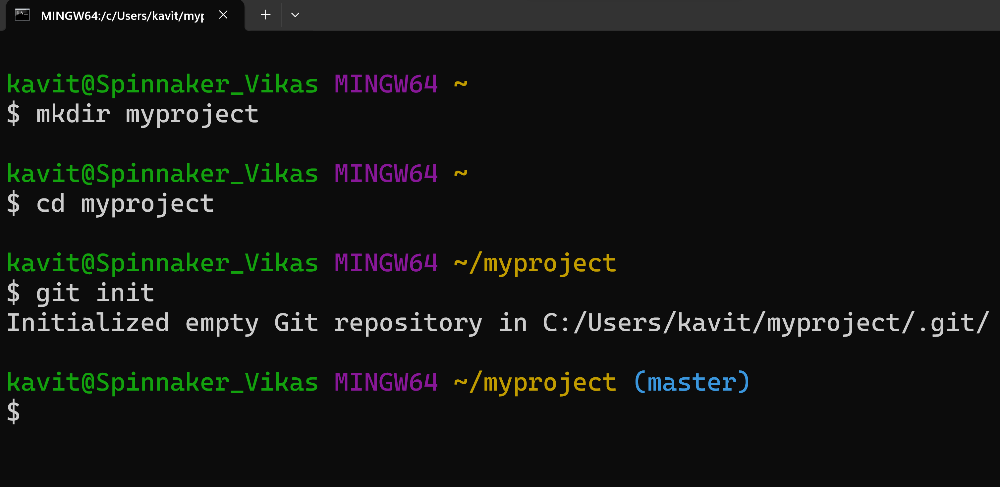 MINGW64:/c/Users/kavit/myp
kavit@Spinnaker_Vikas MINGW64 ~
$ mkdir myproject
kavit@Spinnaker_Vikas MINGW64 ~
$ cd myproject
kavit@Spinnaker_Vikas MINGW64 ~/myproject
$ git init
Initialized empty Git repository in C:/Users/kavit/myproject/.git/
kavit@Spinnaker_Vikas MINGW64 ~/myproject (master)
$